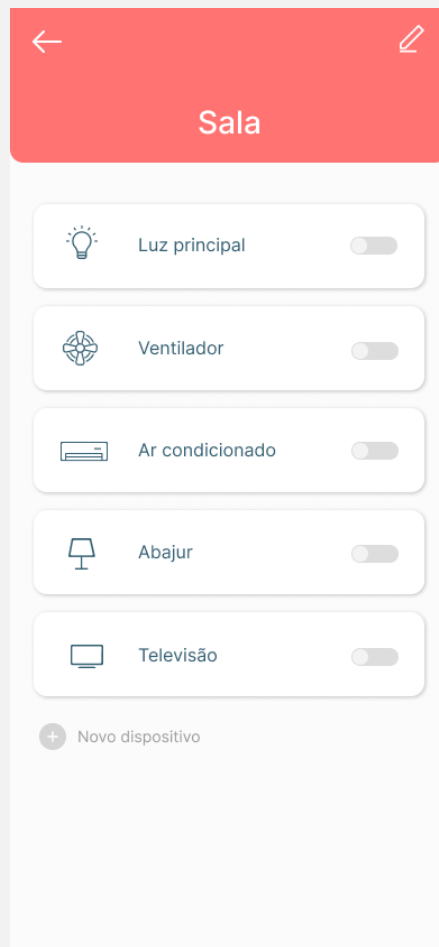 Sala
Luz principal
Ventilador
Ar condicionado
Abajur
Televisão
Novo dispositivo